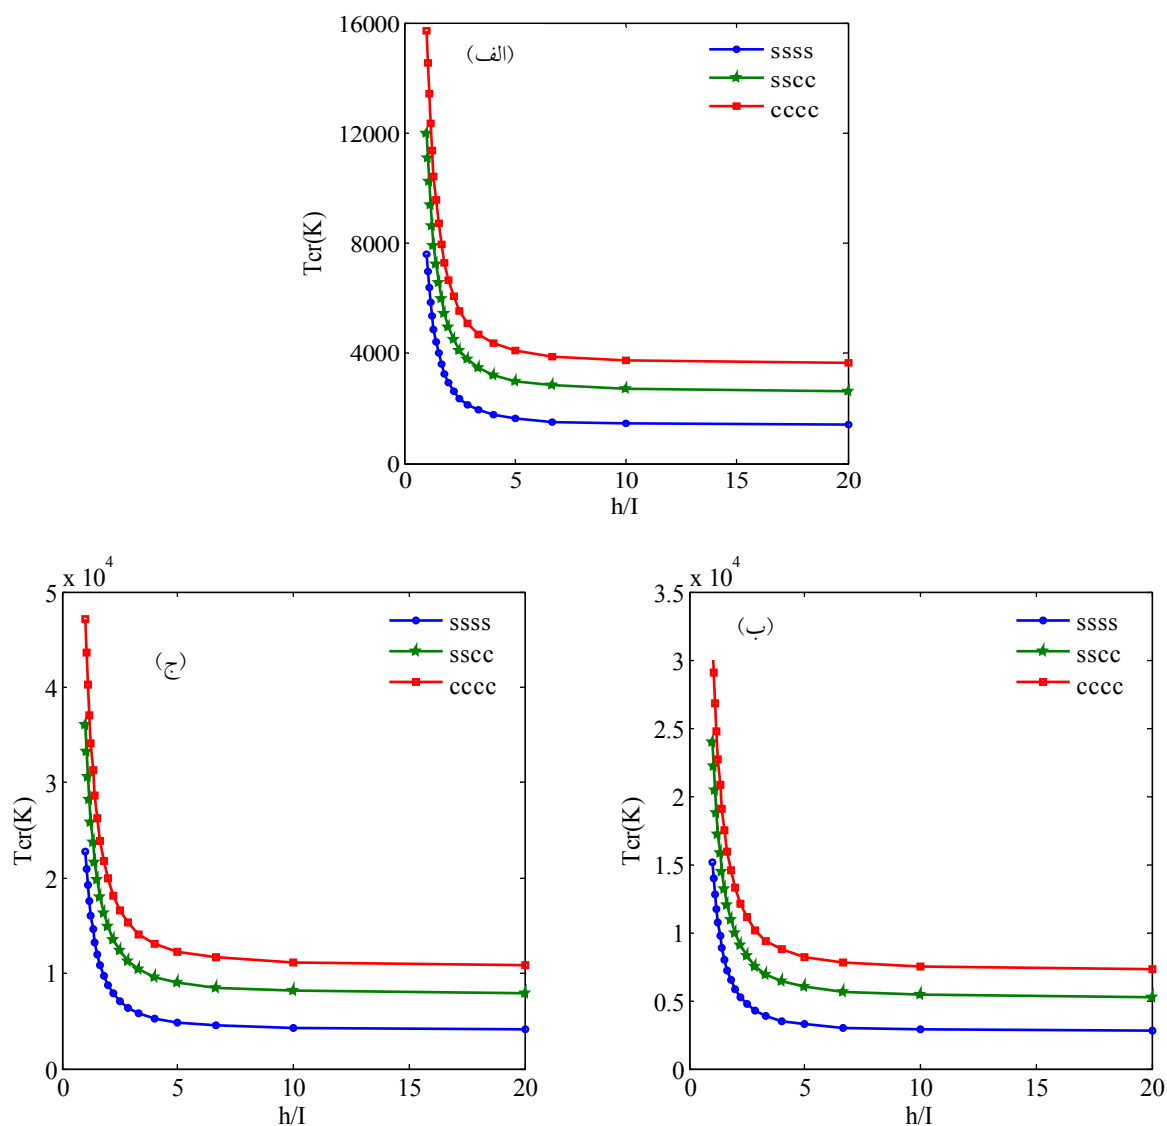 16000
12000
8000
4000
0
Tcr(K)
(الف)
ssss
sscc
cccc
0 5 10 15 20
h/I
x 10^4
5
4
3
2
1
0
Tcr(K)
(ج)
ssss
sscc
cccc
0 5 10 15 20
h/I
x 10^4
3.5
3
2.5
2
1.5
1
0.5
0
Tcr(K)
(ب)
ssss
sscc
cccc
0 5 10 15 20
h/I